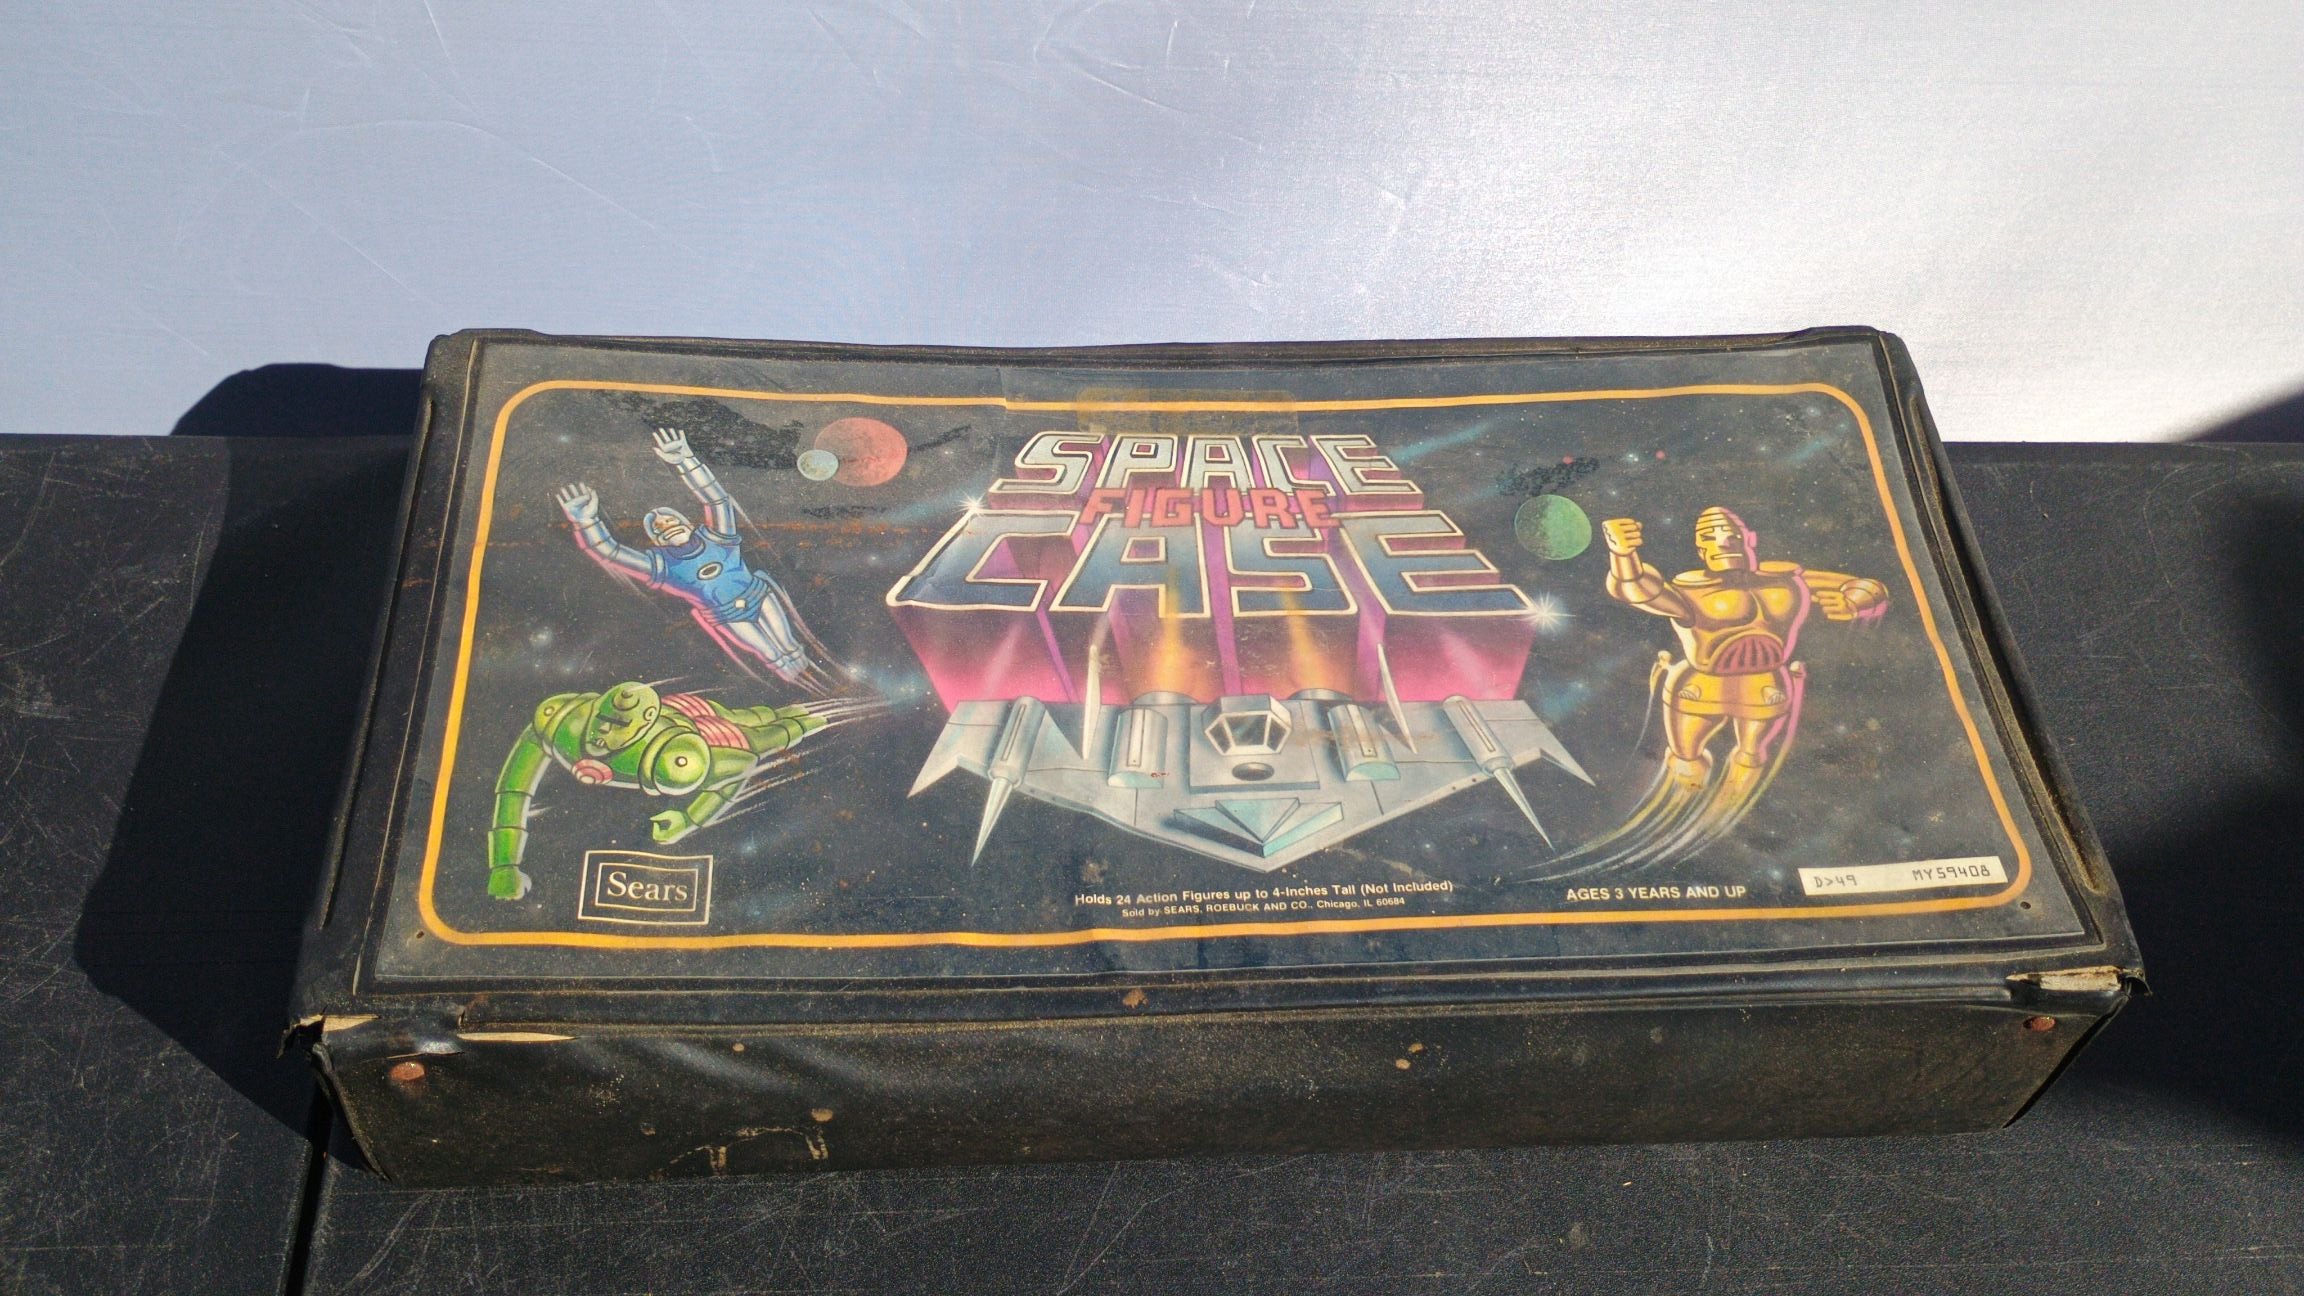 SPACE
FIGURE
CASE
Sears
Holds 24 Action Figures up to 4-Inches Tall (Not Included)
Sold by SEARS, ROEBUCK AND CO., Chicago, IL 60684
AGES 3 YEARS AND UP
D>49 MY59408